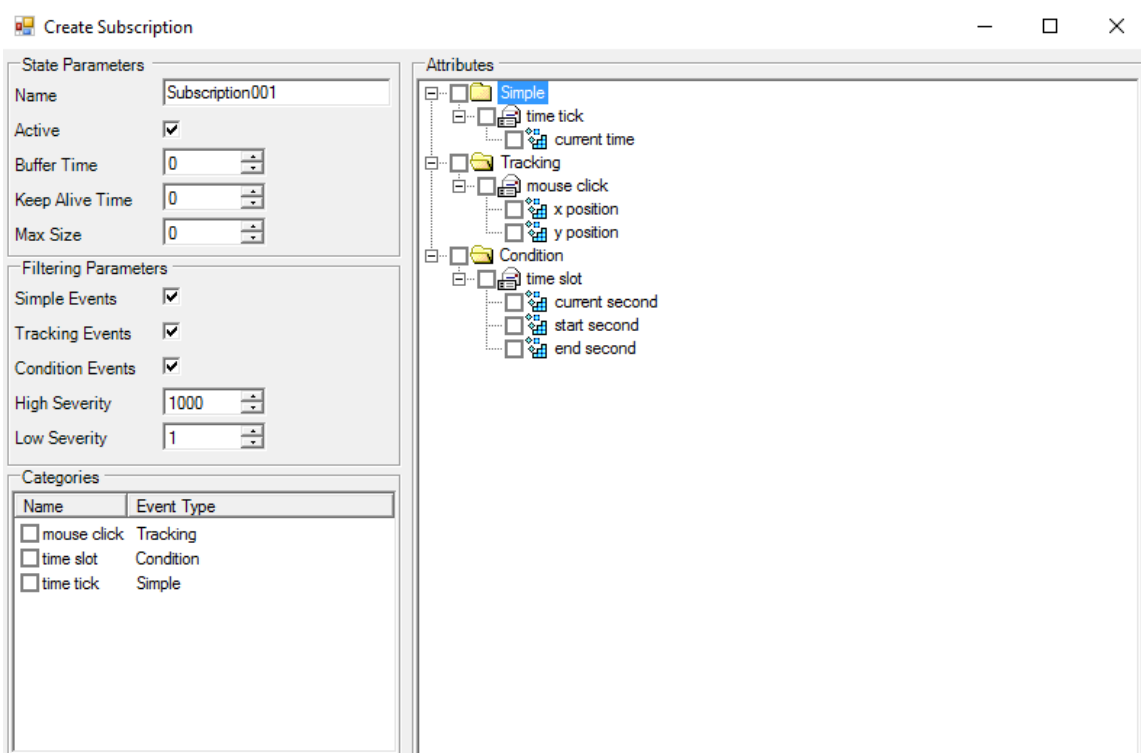 Create Subscription
State Parameters
Name Subscription001
Active
Buffer Time 0
Keep Alive Time 0
Max Size 0
Filtering Parameters
Simple Events
Tracking Events
Condition Events
High Severity 1000
Low Severity 1
Categories
Name Event Type
mouse click Tracking
time slot Condition
time tick Simple
Attributes
Simple
time tick
current time
Tracking
mouse click
x position
y position
Condition
time slot
current second
start second
end second